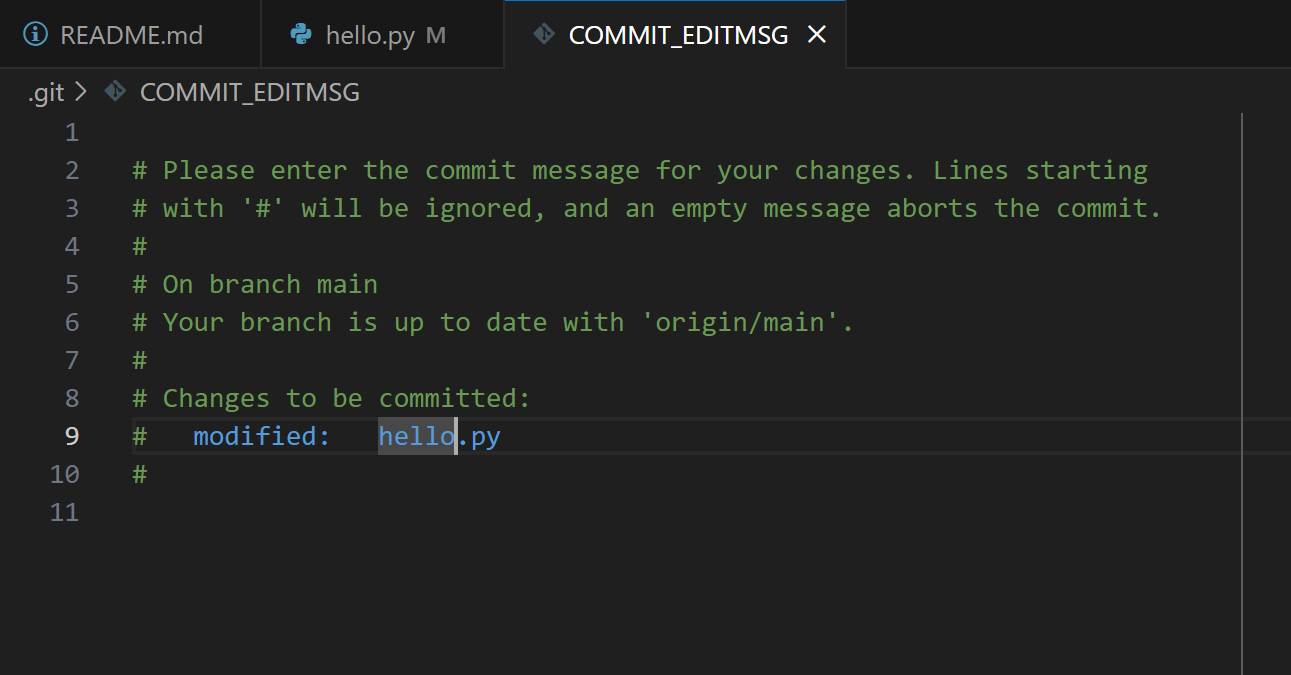 README.md
hello.py M
COMMIT_EDITMSG
.git > COMMIT_EDITMSG
1
2 # Please enter the commit message for your changes. Lines starting
3 # with '#' will be ignored, and an empty message aborts the commit.
4 #
5 # On branch main
6 # Your branch is up to date with 'origin/main'.
7 #
8 # Changes to be committed:
9 #   modified:   hello.py
10 #
11